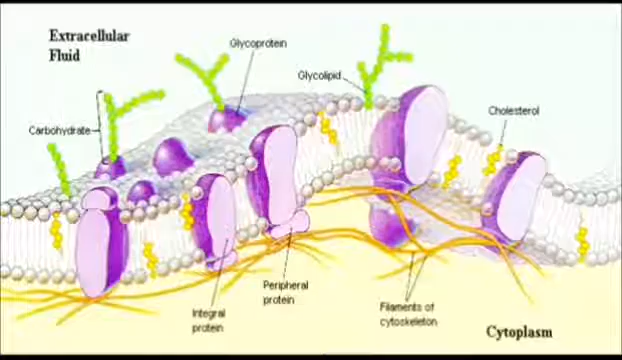 Extracellular
Fluid
Glycoprotein
Glycolipid
Cholesterol
Carbohydrate
Peripheral
protein
Integral
protein
Filaments of
cytoskeleton
Cytoplasm